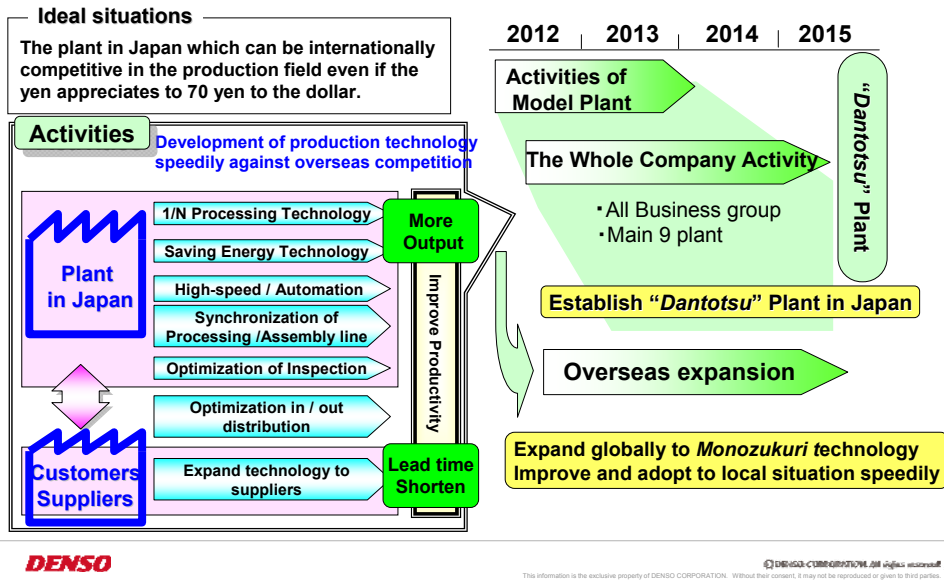 Ideal situations
The plant in Japan which can be internationally
competitive in the production field even if the
yen appreciates to 70 yen to the dollar.
Activities
Development of production technology
speedily against overseas competition
Plant
in Japan
1/N Processing Technology
Saving Energy Technology
High-speed / Automation
Synchronization of
Processing /Assembly line
Optimization of Inspection
Optimization in / out
distribution
Customers
Suppliers
Expand technology to
suppliers
More
Output
Improve Productivity
Lead time
Shorten
2012
2013
2014
2015
Activities of
Model Plant
The Whole Company Activity
・All Business group
・Main 9 plant
"Dantotsu" Plant
Establish “Dantotsu” Plant in Japan
Overseas expansion
Expand globally to Monozukuri technology
Improve and adopt to local situation speedily
DENSO
© DENSO CORPORATION All rights reserved
This information is the exclusive property of DENSO CORPORATION. Without their consent, it may not be reproduced or given to third parties.